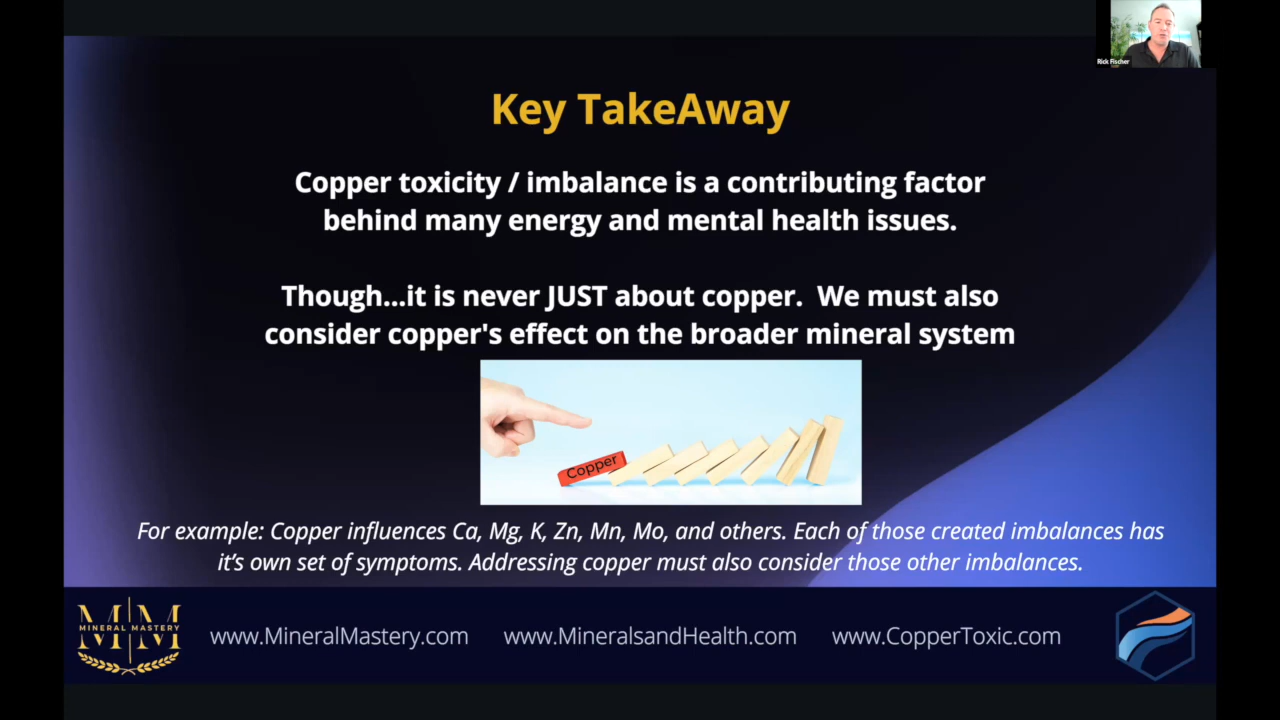 Rick Fischer
Key TakeAway
Copper toxicity / imbalance is a contributing factor
behind many energy and mental health issues.
Though...it is never JUST about copper. We must also
consider copper's effect on the broader mineral system
Copper
For example: Copper influences Ca, Mg, K, Zn, Mn, Mo, and others. Each of those created imbalances has
it's own set of symptoms. Addressing copper must also consider those other imbalances.
M M
MINERAL MASTERY
www.MineralMastery.com
www.MineralsandHealth.com
www.CopperToxic.com